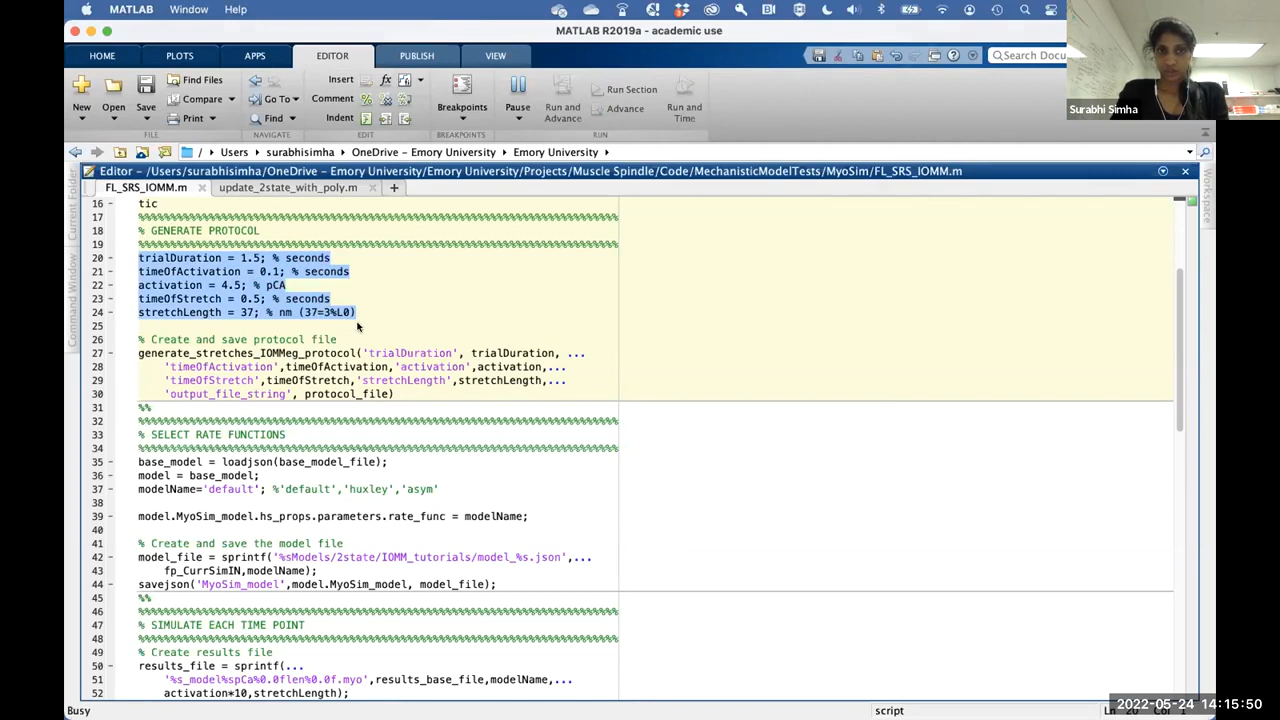 MATLAB Window Help
MATLAB R2019a - academic use
HOME PLOTS APPS EDITOR PUBLISH VIEW
Search Docu
Surabhi Simha
New Open Save Find Files Compare Print Go To Find Insert Comment Indent Breakpoints Pause Run and Advance Run Section Advance Run and Time
FILE NAVIGATE EDIT BREAKPOINTS RUN
/ Users surabhisimha OneDrive - Emory University Emory University
Editor - /Users/surabhisimha/OneDrive - Emory University/Emory University/Projects/Muscle Spindle/Code/MechanisticModelTests/MyoSim/FL_SRS_IOMM.m
FL_SRS_IOMM.m update_2state_with_poly.m
Current Folder
Command Window
Workspace
16 - tic
17 %%%%%%%%%%%%%%%%%%%%%%%%%%%%%%%%%%%%%%%%%%%%%%%%%%%%%%%%%%%%%%%%%%%%%%%%%
18 % GENERATE PROTOCOL
19 %%%%%%%%%%%%%%%%%%%%%%%%%%%%%%%%%%%%%%%%%%%%%%%%%%%%%%%%%%%%%%%%%%%%%%%%%
20 - trialDuration = 1.5; % seconds
21 - timeOfActivation = 0.1; % seconds
22 - activation = 4.5; % pCA
23 - timeOfStretch = 0.5; % seconds
24 - stretchLength = 37; % nm (37=3%L0)
25
26 % Create and save protocol file
27 - generate_stretches_IOMMeg_protocol('trialDuration', trialDuration, ...
28 'timeOfActivation',timeOfActivation,'activation',activation,...
29 'timeOfStretch',timeOfStretch,'stretchLength',stretchLength,...
30 'output_file_string', protocol_file)
31 %%
32 %%%%%%%%%%%%%%%%%%%%%%%%%%%%%%%%%%%%%%%%%%%%%%%%%%%%%%%%%%%%%%%%%%%%%%%%%
33 % SELECT RATE FUNCTIONS
34 %%%%%%%%%%%%%%%%%%%%%%%%%%%%%%%%%%%%%%%%%%%%%%%%%%%%%%%%%%%%%%%%%%%%%%%%%
35 - base_model = loadjson(base_model_file);
36 - model = base_model;
37 - modelName='default'; %'default','huxley','asym'
38
39 - model.MyoSim_model.hs_props.parameters.rate_func = modelName;
40
41 % Create and save the model file
42 - model_file = sprintf('%sModels/2state/IOMM_tutorials/model_%s.json',...
43 fp_CurrSimIN,modelName);
44 - savejson('MyoSim_model',model.MyoSim_model, model_file);
45 %%
46 %%%%%%%%%%%%%%%%%%%%%%%%%%%%%%%%%%%%%%%%%%%%%%%%%%%%%%%%%%%%%%%%%%%%%%%%%
47 % SIMULATE EACH TIME POINT
48 %%%%%%%%%%%%%%%%%%%%%%%%%%%%%%%%%%%%%%%%%%%%%%%%%%%%%%%%%%%%%%%%%%%%%%%%%
49 % Create results file
50 - results_file = sprintf(...
51 '%s_model%spCa%0.0flen%0.0f.myo',results_base_file,modelName,...
52 activation*10,stretchLength);
Busy script
2022-05-24 14:15:50